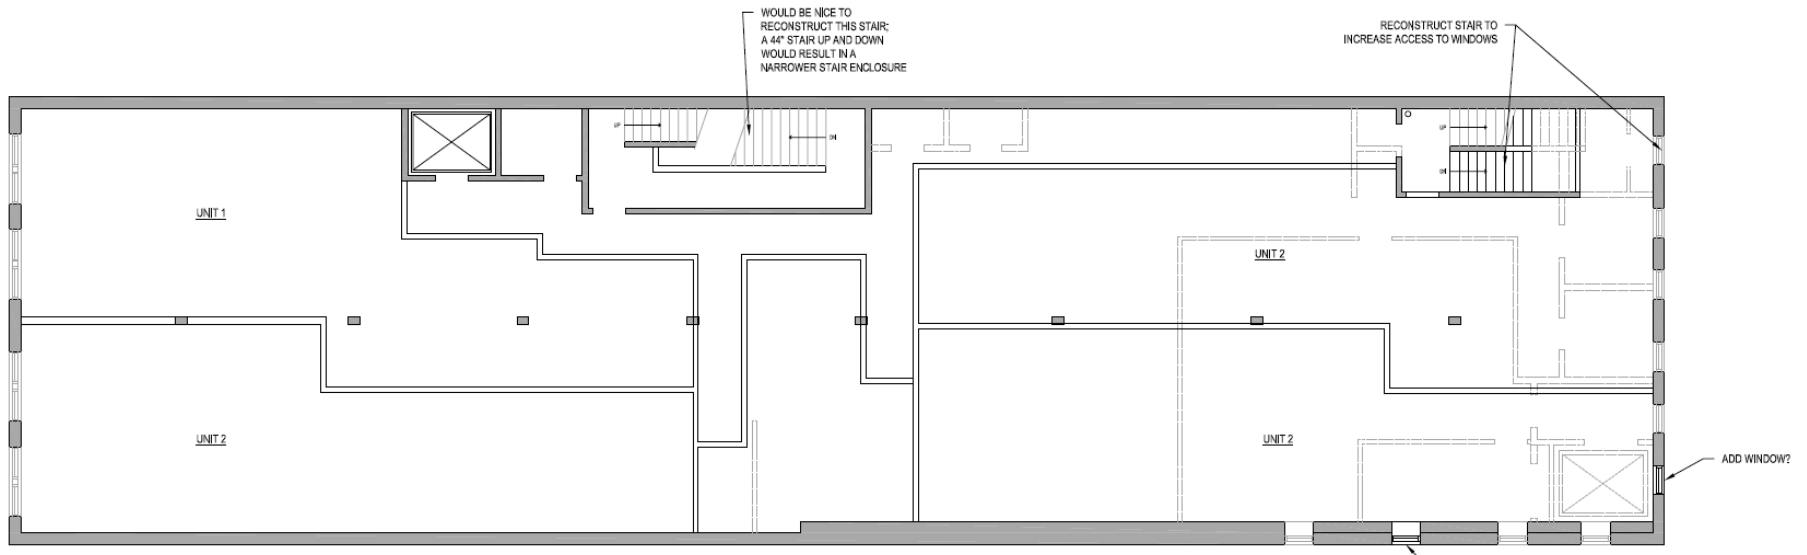 WOULD BE NICE TO
RECONSTRUCT THIS STAIR;
A 44" STAIR UP AND DOWN
WOULD RESULT IN A
NARROWER STAIR ENCLOSURE
RECONSTRUCT STAIR TO
INCREASE ACCESS TO WINDOWS
UP
DN
UP
DN
UNIT 1
UNIT 2
UNIT 2
UNIT 2
ADD WINDOW?